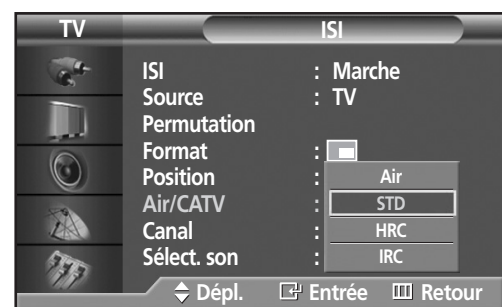 TV ISI
ISI : Marche
Source : TV
Permutation
Format :
Position : Air
Air/CATV : STD
Canal : HRC
Sélect. son : IRC
Dépl. Entrée Retour